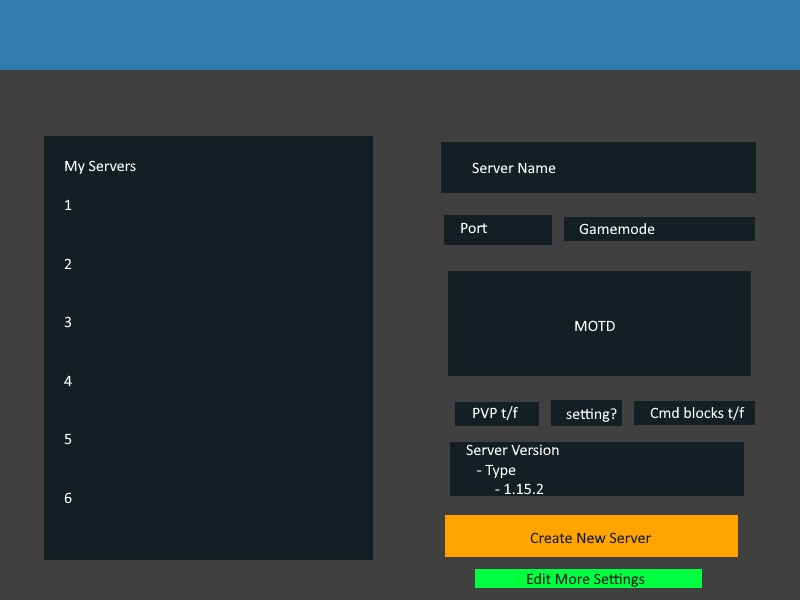 My Servers
1
2
3
4
5
6
Server Name
Port
Gamemode
MOTD
PVP t/f
setting?
Cmd blocks t/f
Server Version
- Type
- 1.15.2
Create New Server
Edit More Settings